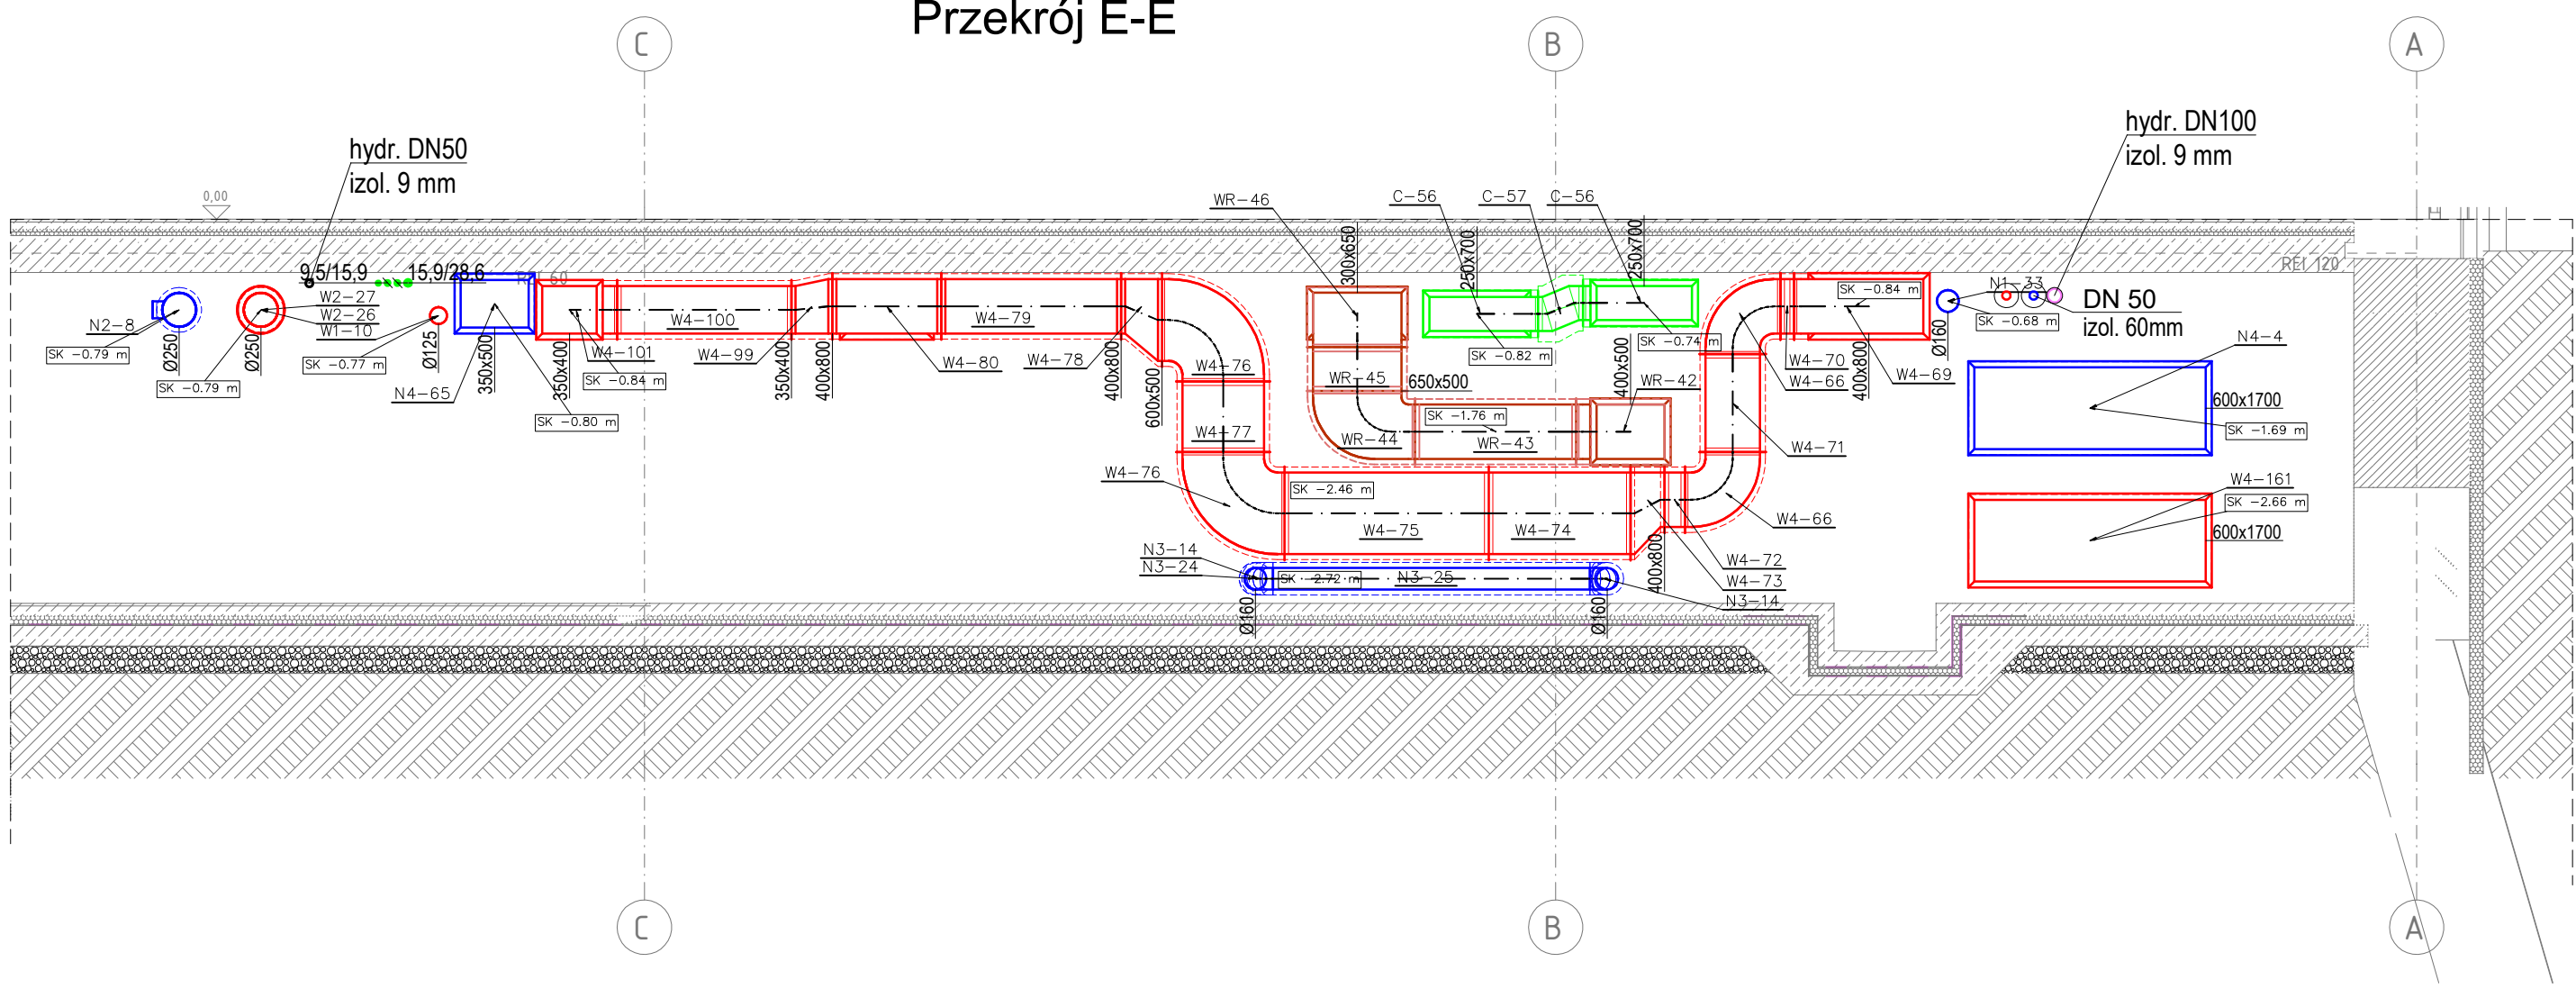 Przekrój E-E
C
B
A
hydr. DN50
izol. 9 mm
hydr. DN100
izol. 9 mm
0,00
WR-46
C-56
C-57
C-56
300x650
250x700
250x700
REI 120
9,5/15,9
15,9/28,6
W2-27
W2-26
W1-10
N2-8
SK -0.79 m
Ø250
SK -0.79 m
Ø250
SK -0.77 m
Ø125
N4-65
350x500
SK -0.80 m
350x400
W4-101
SK -0.84 m
W4-100
W4-99
350x400
400x800
W4-80
W4-79
W4-78
400x800
600x500
W4-76
W4-77
W4-76
WR-45
650x500
WR-44
SK -1.76 m
WR-43
WR-42
400x500
SK -0.82 m
SK -0.74 m
W4-70
W4-66
W4-71
W4-66
SK -0.84 m
400x800
W4-69
Ø160
N1-33
SK -0.68 m
DN 50
izol. 60mm
N4-4
600x1700
SK -1.69 m
W4-161
SK -2.66 m
600x1700
SK -2.46 m
W4-75
W4-74
400x800
W4-72
W4-73
N3-14
N3-14
N3-24
SK -2.72 m
N3-25
Ø160
Ø160
C
B
A